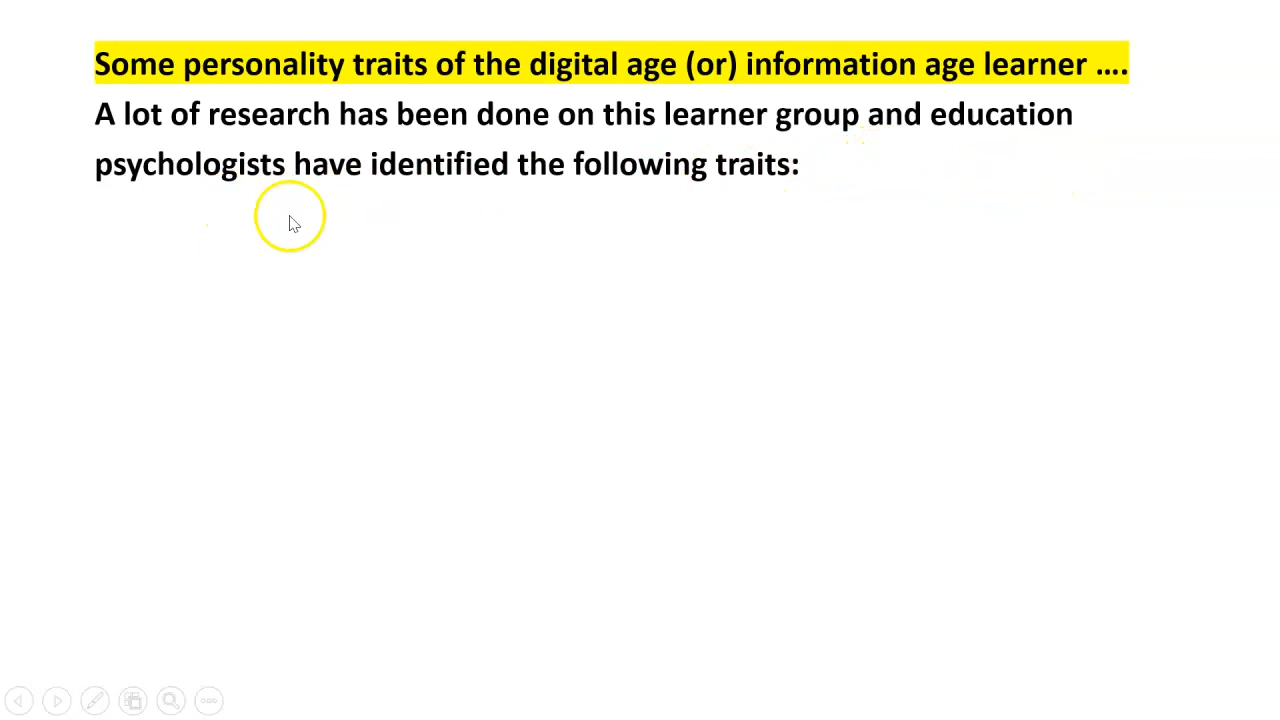 Some personality traits of the digital age (or) information age learner ….
A lot of research has been done on this learner group and education
psychologists have identified the following traits: